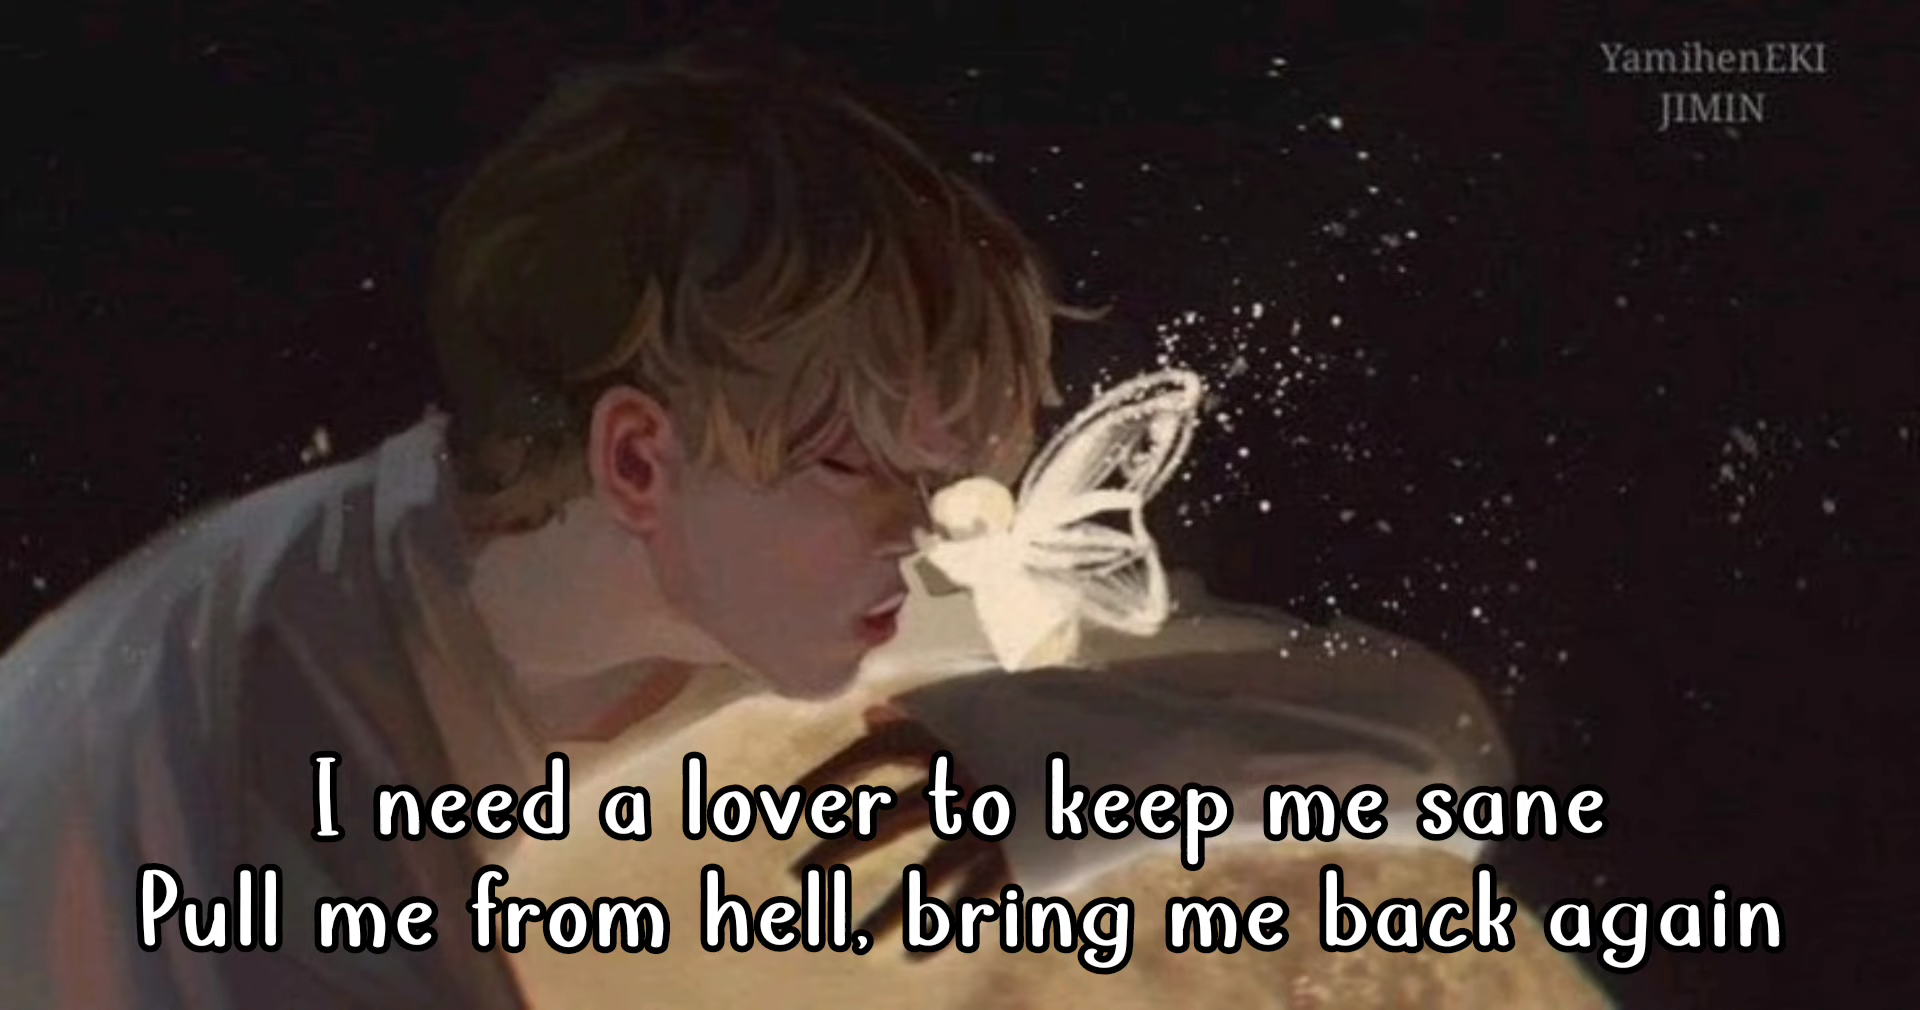 YamihenEKI
JIMIN
I need a lover to keep me sane
Pull me from hell, bring me back again